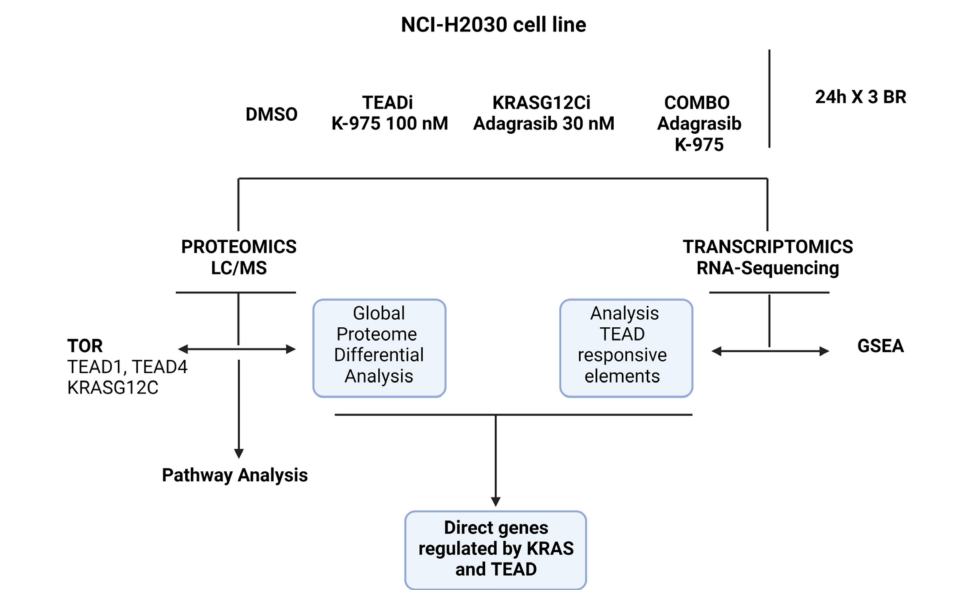 NCI-H2030 cell line
DMSO
TEADi
K-975 100 nM
KRASG12Ci
Adagrasib 30 nM
COMBO
Adagrasib
K-975
24h X 3 BR
PROTEOMICS
LC/MS
TRANSCRIPTOMICS
RNA-Sequencing
TOR
TEAD1, TEAD4
KRASG12C
Global
Proteome
Differential
Analysis
Analysis
TEAD
responsive
elements
GSEA
Pathway Analysis
Direct genes
regulated by KRAS
and TEAD